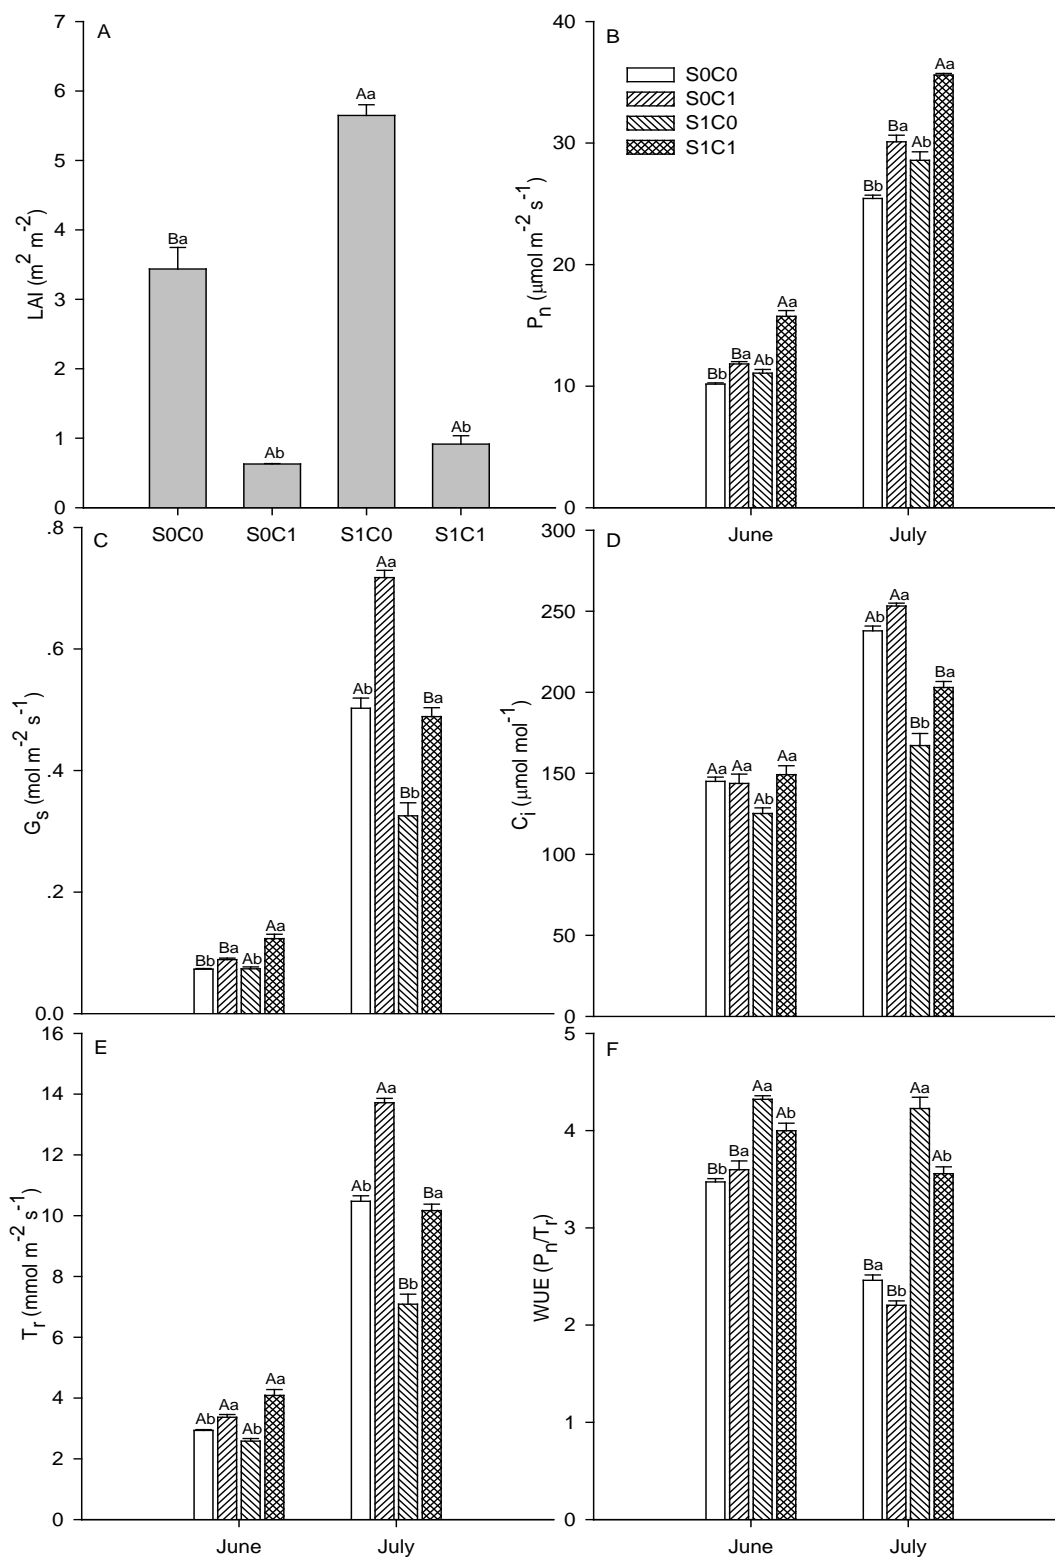 A
7
6
5
4
3
2
1
0
LAI (m2 m-2)
Ba
Ab
Aa
Ab
S0C0
S0C1
S1C0
S1C1
B
40
30
20
10
0
Pn (μmol m-2 s-1)
S0C0
S0C1
S1C0
S1C1
Bb
Ba
Ab
Aa
Bb
Ba
Ab
Aa
June
July
C
.8
.6
.4
.2
0.0
Gs (mol m-2 s-1)
Bb
Ba
Ab
Aa
Ab
Aa
Bb
Ba
D
300
250
200
150
100
50
0
Ci (μmol mol-1)
Aa
Aa
Ab
Aa
Ab
Aa
Bb
Ba
E
16
14
12
10
8
6
4
2
0
Tr (mmol m-2 s-1)
Ab
Aa
Ab
Aa
Ab
Aa
Bb
Ba
June
July
F
5
4
3
2
1
0
WUE (Pn/Tr)
Bb
Ba
Aa
Ab
Ba
Bb
Aa
Ab
June
July